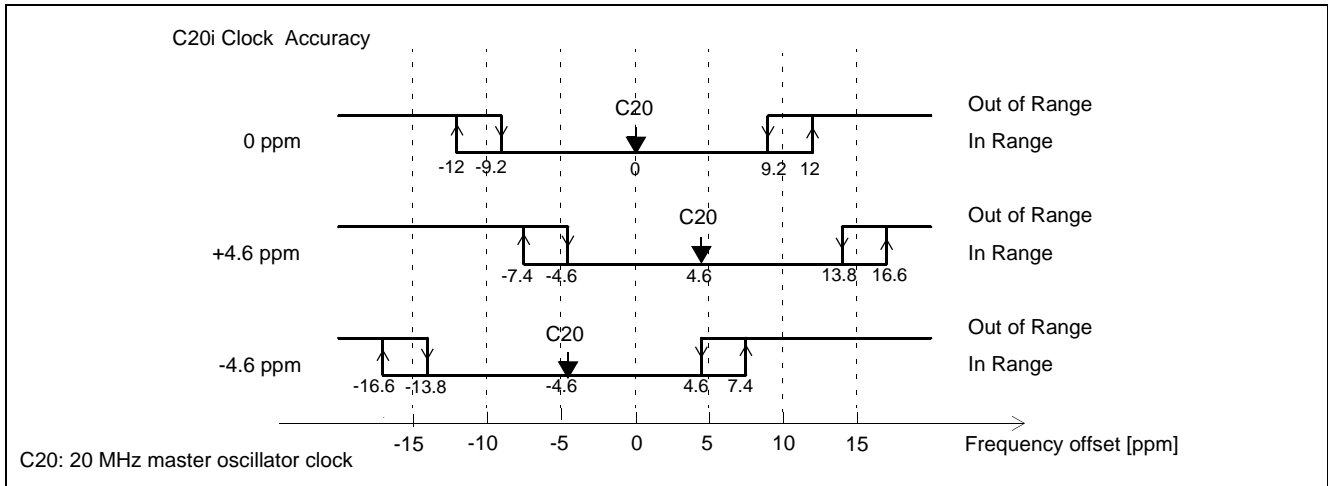 C20i Clock Accuracy
0 ppm
C20
Out of Range
In Range
-12 -9.2 0 9.2 12
+4.6 ppm
C20
Out of Range
In Range
-7.4 -4.6 4.6 13.8 16.6
-4.6 ppm
C20
Out of Range
In Range
-16.6 -13.8 -4.6 4.6 7.4
-15 -10 -5 0 5 10 15 Frequency offset [ppm]
C20: 20 MHz master oscillator clock